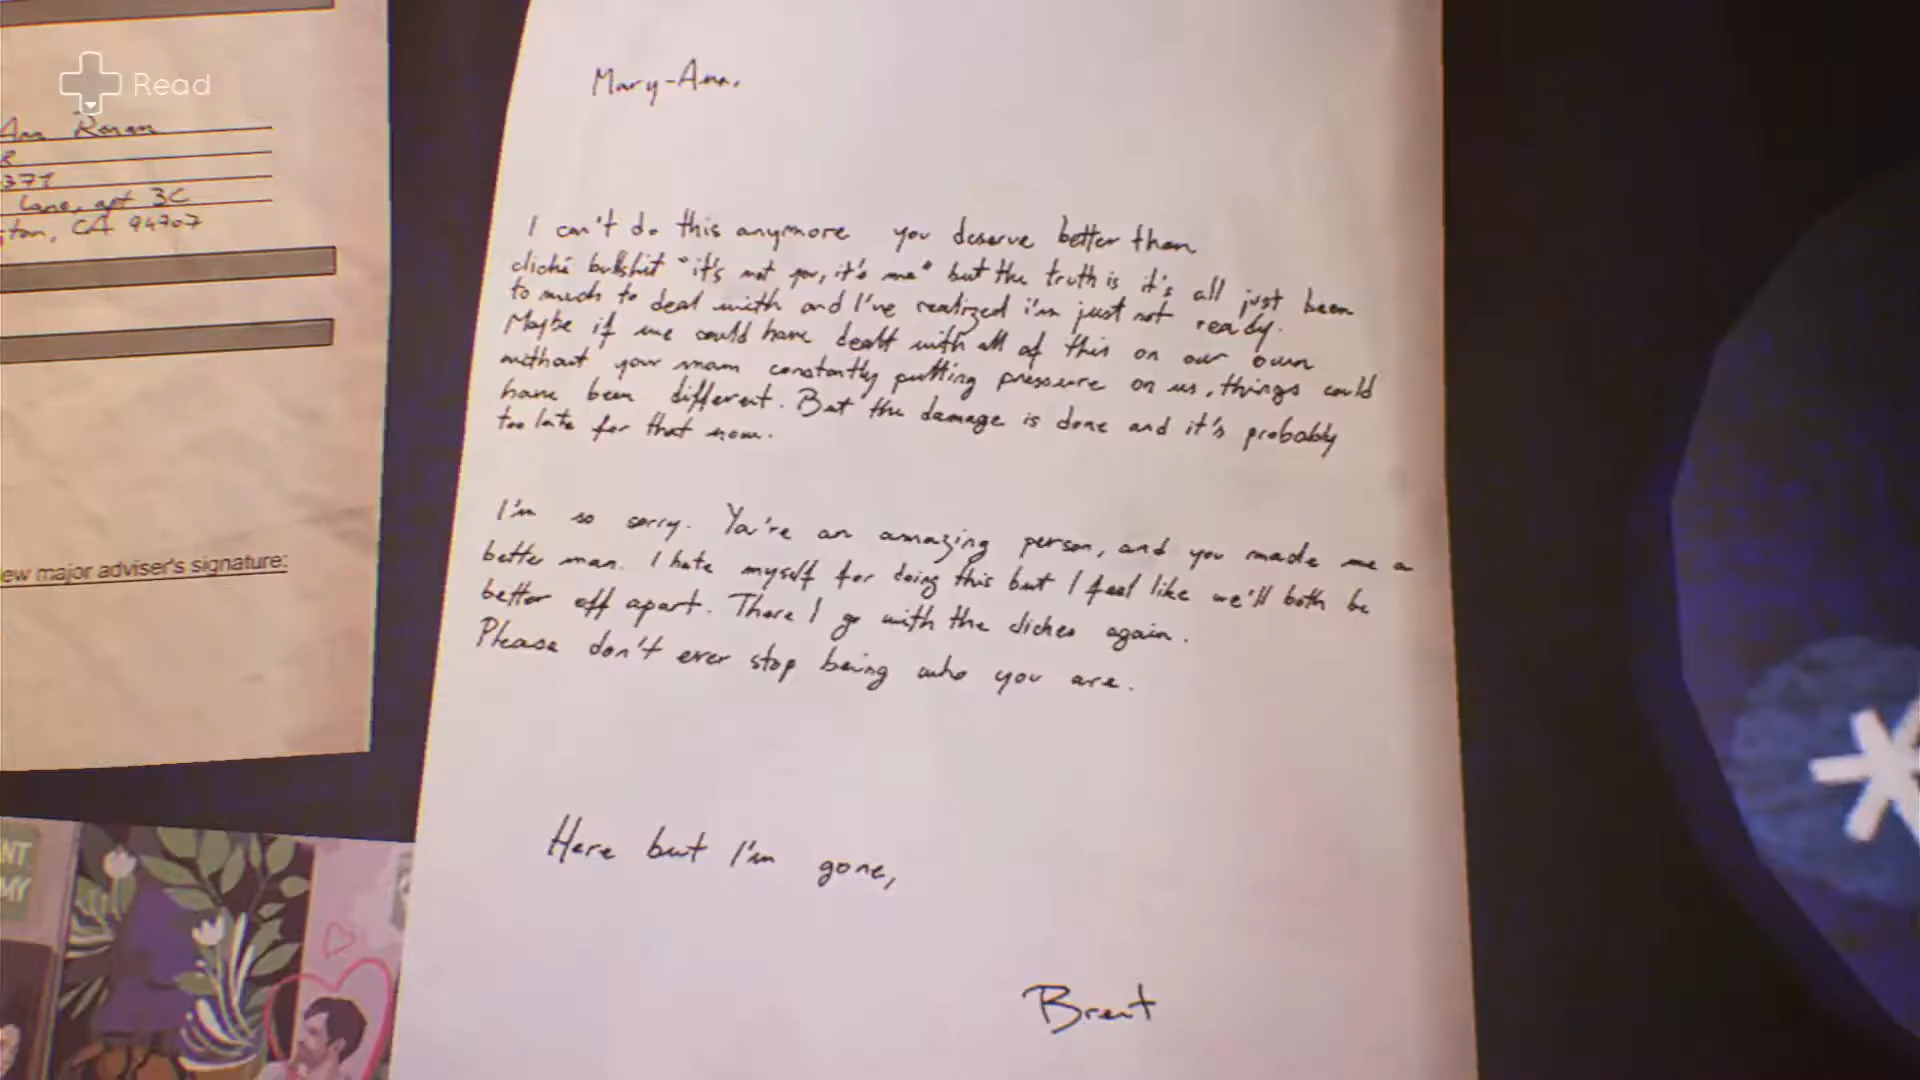 Read
Ann Ronan
R
371
Lane, apt 3C
ton, CA 94707
ew major adviser's signature:
NT
MY
Mary-Ann.
I can't do this anymore you deserve better than
cliché bullshit "it's not you, it's me" but the truth is it's all just been
to much to deal with and I've realized i'm just not ready.
Maybe if we could have dealt with all of this on our own
without your mom constantly putting pressure on us, things could
have been different. But the damage is done and it's probably
too late for that now.
I'm so sorry. You're an amazing person, and you made me a
better man. I hate myself for doing this but I feel like we'll both be
better off apart. There I go with the cliches again.
Please don't ever stop being who you are.
Here but I'm gone,
Brent